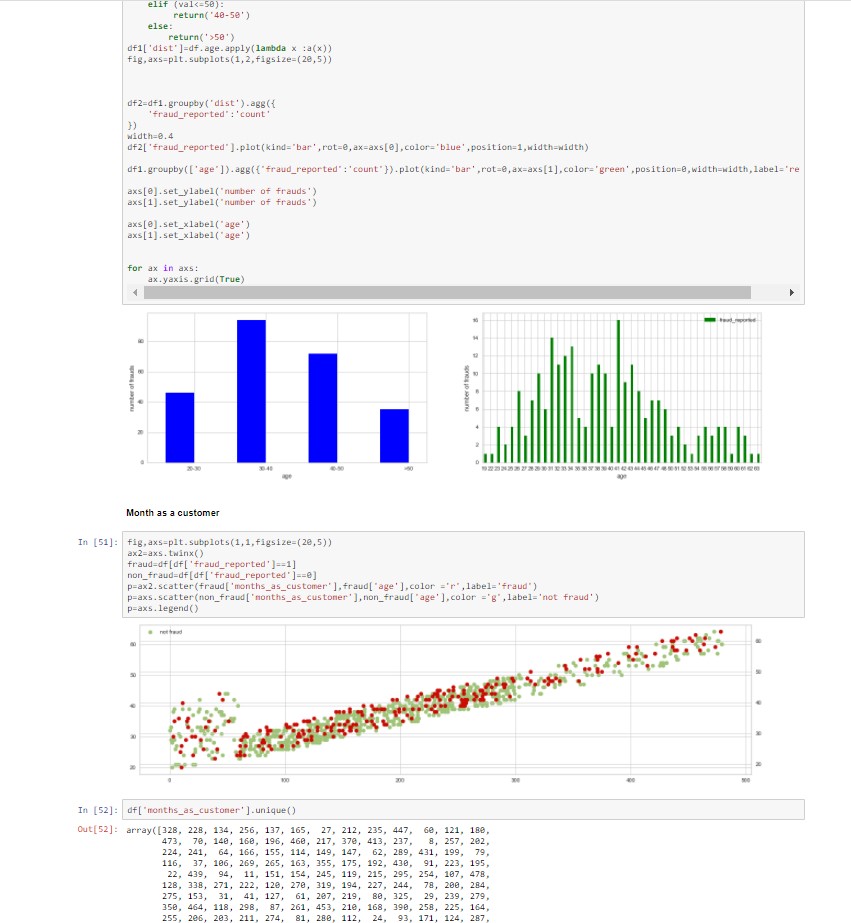 elif (val<=50):
return('40-50')
else:
return('>50')
df1['dist']=df.age.apply(lambda x :a(x))
fig,axs=plt.subplots(1,2,figsize=(20,5))
df2=df1.groupby('dist').agg({
'fraud_reported':'count'
})
width=0.4
df2['fraud_reported'].plot(kind='bar',rot=0,ax=axs[0],color='blue',position=1,width=width)
df1.groupby(['age']).agg({'fraud_reported':'count'}).plot(kind='bar',rot=0,ax=axs[1],color='green',position=0,width=width,label='re
axs[0].set_ylabel('number of frauds')
axs[1].set_ylabel('number of frauds')
axs[0].set_xlabel('age')
axs[1].set_xlabel('age')
for ax in axs:
ax.yaxis.grid(True)
number of frauds
80
60
40
20
0
20-30 30-40 40-50 >50
age
number of frauds
fraud_reported
16
14
12
10
8
6
4
2
0
age
Month as a customer
In [51]: fig,axs=plt.subplots(1,1,figsize=(20,5))
ax2=axs.twinx()
fraud=df[df['fraud_reported']==1]
non_fraud=df[df['fraud_reported']==0]
p=ax2.scatter(fraud['months_as_customer'],fraud['age'],color ='r',label='fraud')
p=axs.scatter(non_fraud['months_as_customer'],non_fraud['age'],color ='g',label='not fraud')
p=axs.legend()
not fraud
60 60
50 50
40 40
30 30
20 20
0 100 200 300 400 500
In [52]: df['months_as_customer'].unique()
Out[52]: array([328, 228, 134, 256, 137, 165, 27, 212, 235, 447, 60, 121, 180,
473, 70, 140, 160, 196, 460, 217, 370, 413, 237, 8, 257, 202,
224, 241, 64, 166, 155, 114, 149, 147, 62, 289, 431, 199, 79,
116, 37, 106, 269, 265, 163, 355, 175, 192, 430, 91, 223, 195,
22, 439, 94, 11, 151, 154, 245, 119, 215, 295, 254, 107, 478,
128, 338, 271, 222, 120, 270, 319, 194, 227, 244, 78, 200, 284,
275, 153, 31, 41, 127, 61, 207, 219, 80, 325, 29, 239, 279,
350, 464, 118, 298, 87, 261, 453, 210, 168, 390, 258, 225, 164,
255, 206, 203, 211, 274, 81, 280, 112, 24, 93, 171, 124, 287,